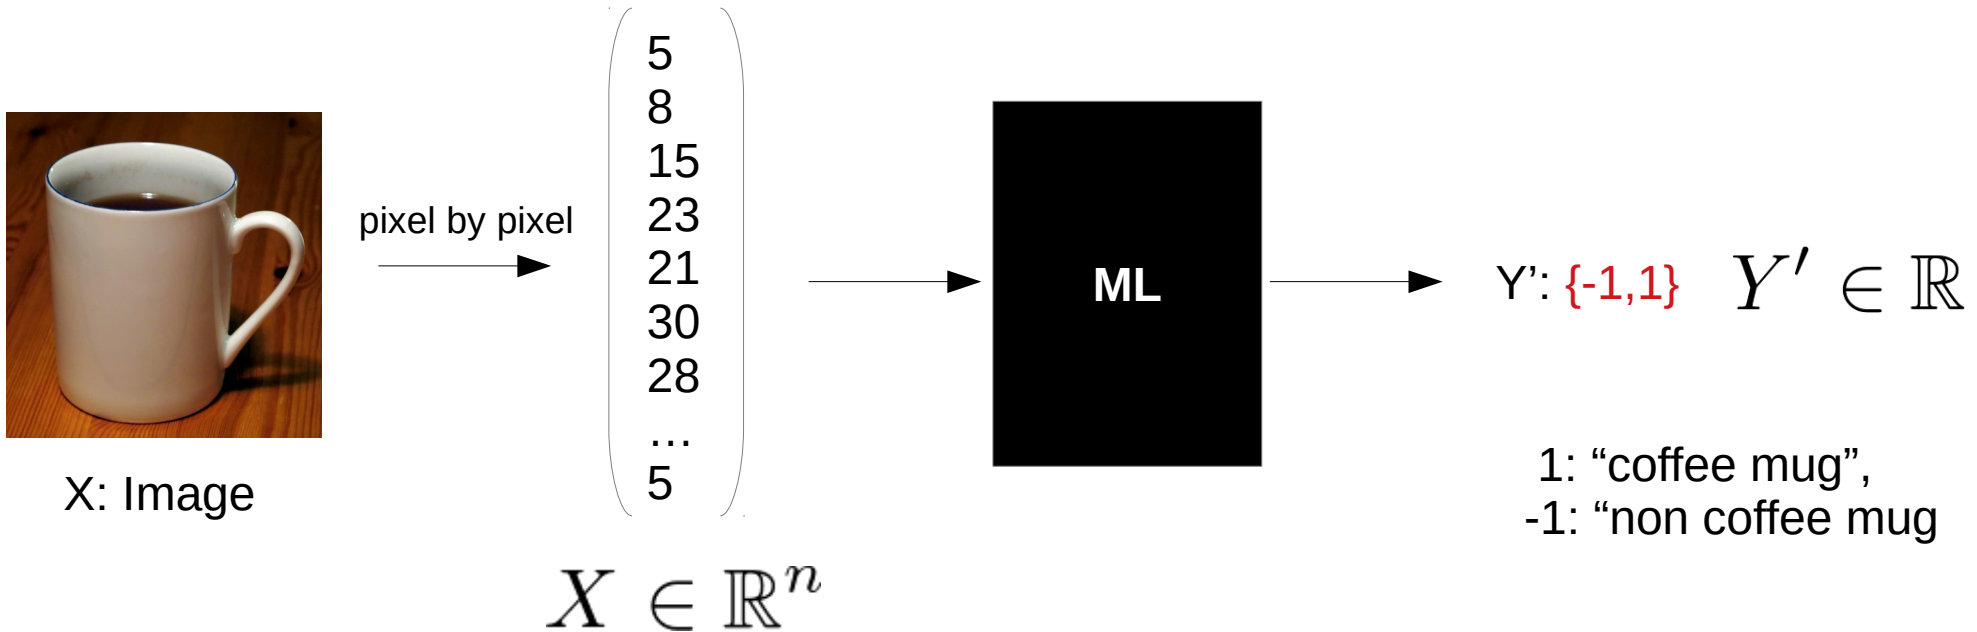 5
8
15
23
21
30
28
...
5
pixel by pixel
X: Image
X ∈ ℝⁿ
ML
Y’: {-1,1}
Y′ ∈ ℝ
1: “coffee mug”,
-1: “non coffee mug